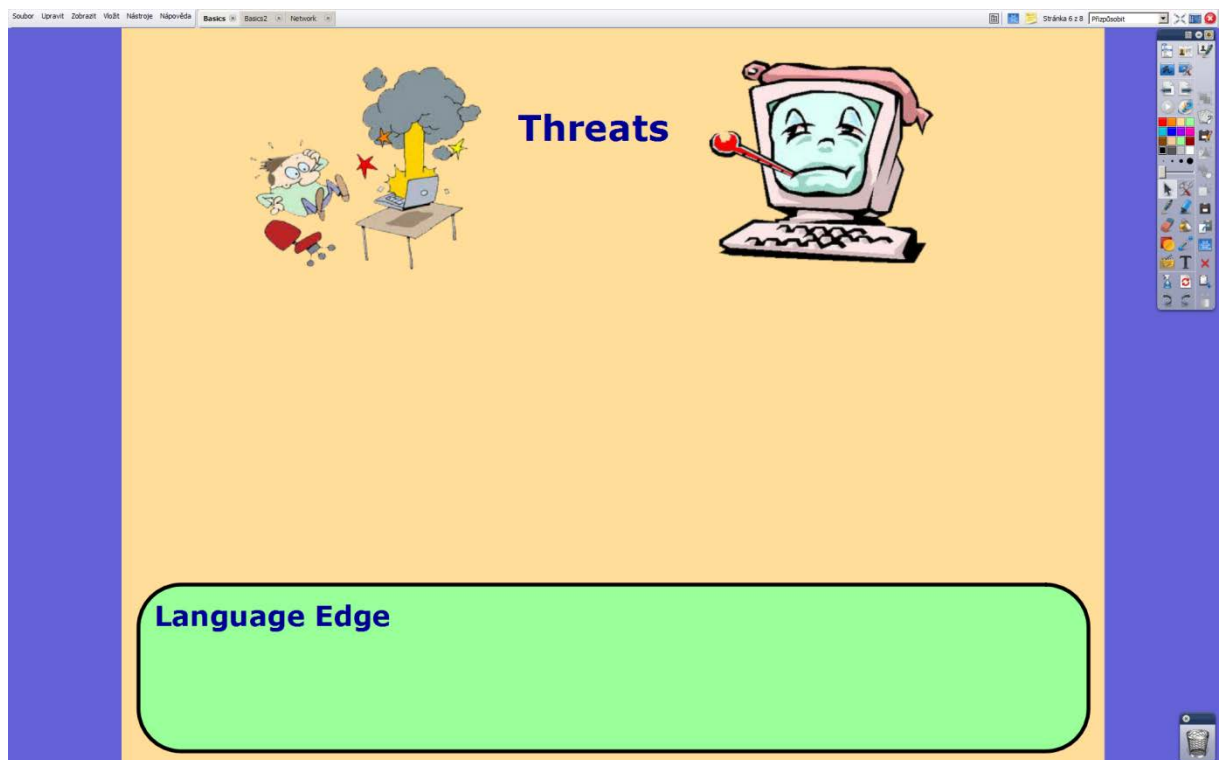 Soubor Upravit Zobrazit Vložit Nástroje Nápověda Basics Basics2 Network Stránka 6 z 8 Přizpůsobit
Threats
Language Edge